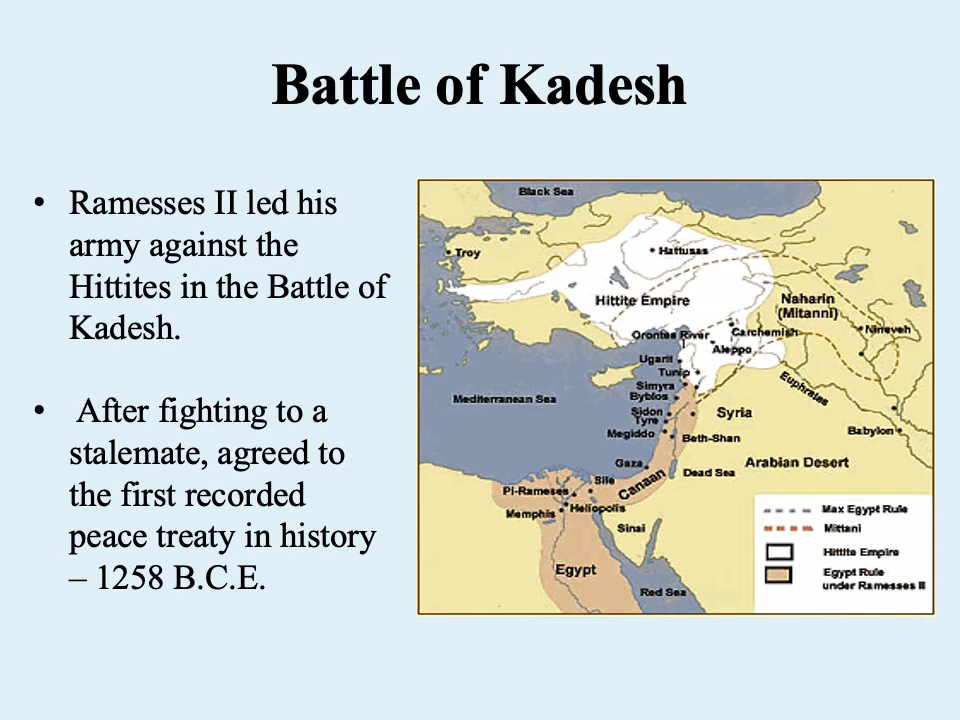 Battle of Kadesh
• Ramesses II led his
army against the
Hittites in the Battle of
Kadesh.
• After fighting to a
stalemate, agreed to
the first recorded
peace treaty in history
– 1258 B.C.E.
Black Sea
Troy
Hattusas
Hittite Empire
Naharin
(Mitanni)
Orontes River
Carchemish
Nineveh
Aleppo
Ugarit
Tunip
Simyra
Byblos
Euphrates
Mediterranean Sea
Sidon
Tyre
Syria
Megiddo
Beth-Shan
Babylon
Gaza
Dead Sea
Arabian Desert
Canaan
Sile
Pi-Rameses
Heliopolis
Memphis
Sinai
Egypt
Red Sea
Max Egypt Rule
Mittani
Hittite Empire
Egypt Rule
under Ramesses II